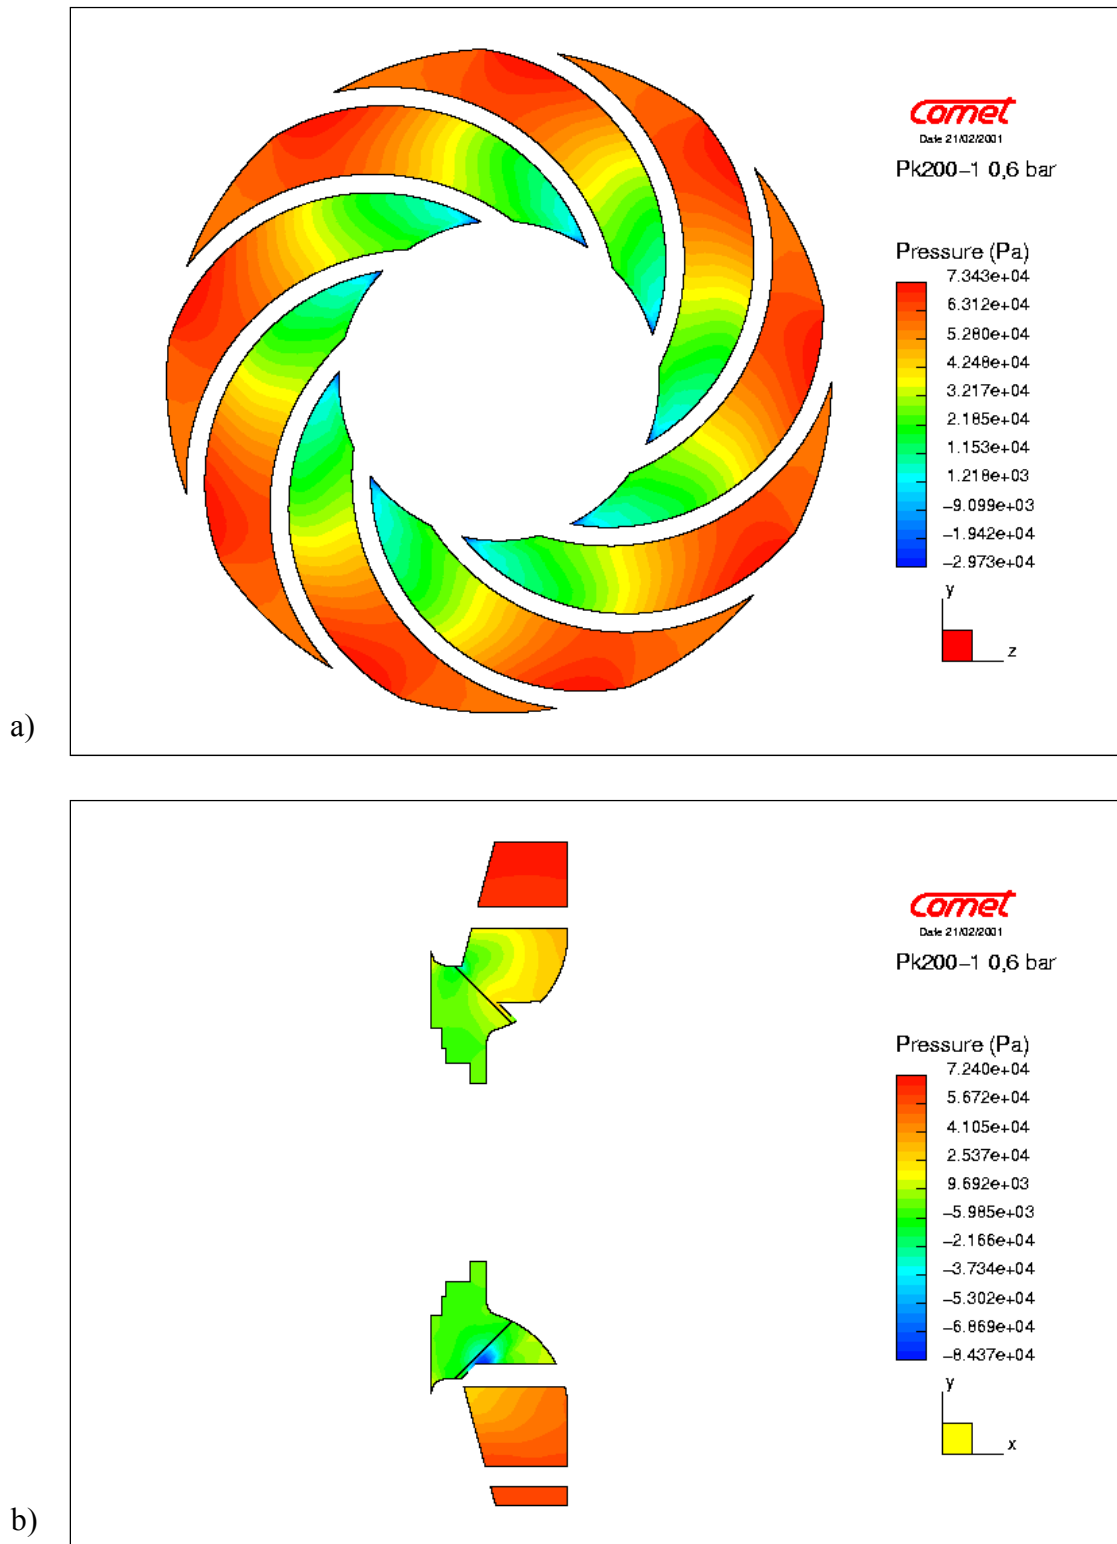 Comet
Date 21/02/2001
Pk200-1 0,6 bar
Pressure (Pa)
7.343e+04
6.312e+04
5.280e+04
4.248e+04
3.217e+04
2.185e+04
1.153e+04
1.218e+03
-9.099e+03
-1.942e+04
-2.973e+04
y
z
a)
Comet
Date 21/02/2001
Pk200-1 0,6 bar
Pressure (Pa)
7.240e+04
5.672e+04
4.105e+04
2.537e+04
9.692e+03
-5.985e+03
-2.166e+04
-3.734e+04
-5.302e+04
-6.869e+04
-8.437e+04
y
x
b)